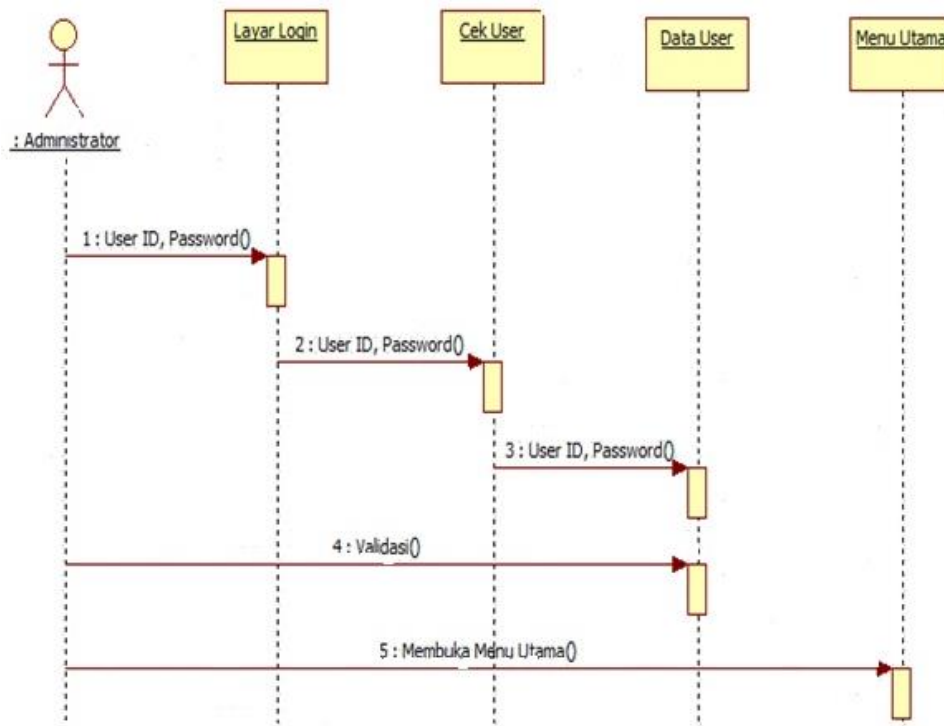 Layar Login
Cek User
Data User
Menu Utama
: Administrator
1 : User ID, Password()
2 : User ID, Password()
3 : User ID, Password()
4 : Validasi()
5 : Membuka Menu Utama()